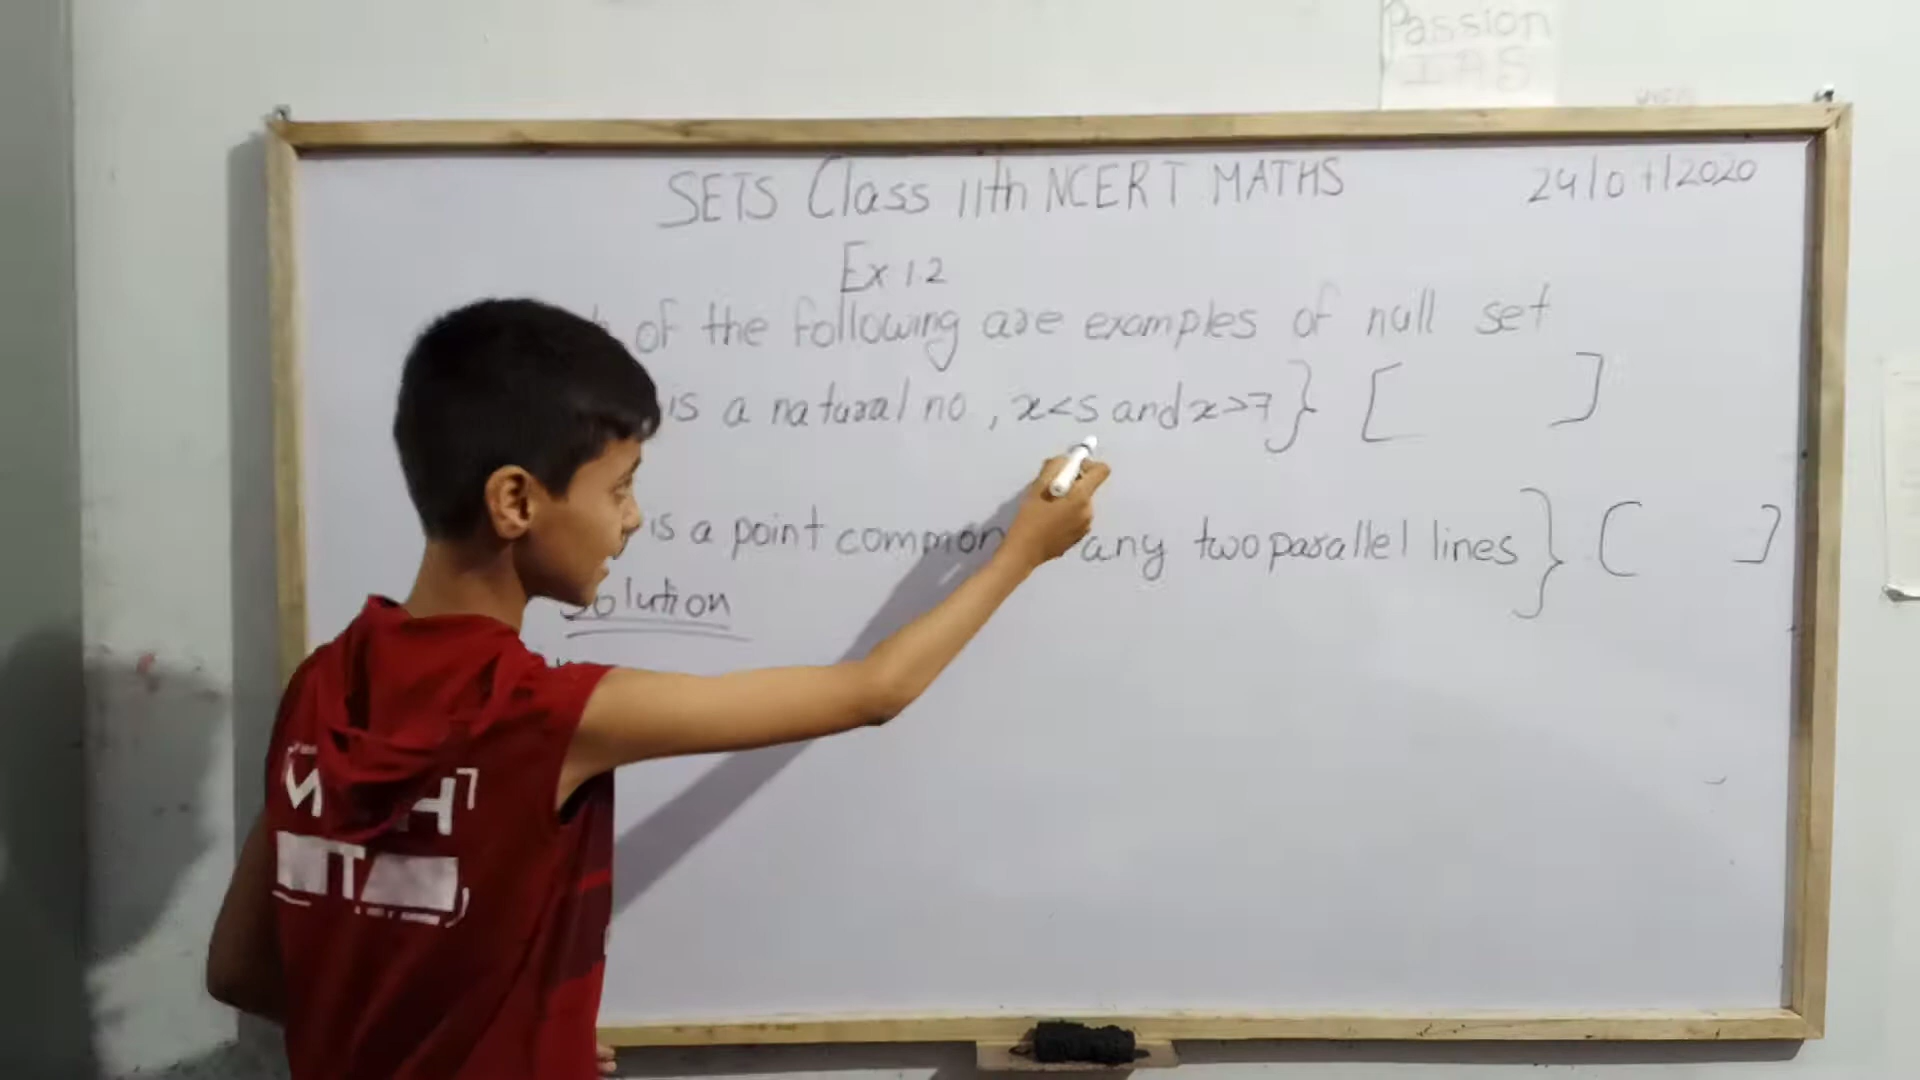 Passion
IAS
SETS Class 11th NCERT MATHS 24/07/2020
Ex 1.2
of the following are examples of null set
is a natural no, x<5 and x>7} [ ]
y is a point common any two parallel lines} [ ]
Solution